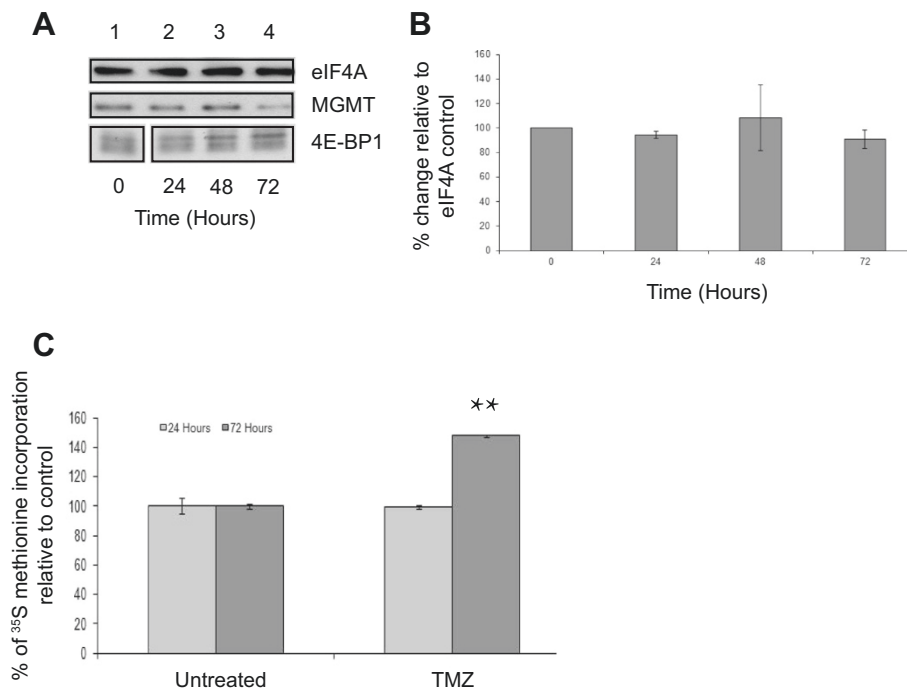 A
1 2 3 4
eIF4A
MGMT
4E-BP1
0 24 48 72
Time (Hours)
B
% change relative to
eIF4A control
160
140
120
100
80
60
40
20
0
0 24 48 72
Time (Hours)
C
% of ³⁵S methionine incorporation
relative to control
160
140
120
100
80
60
40
20
0
24 Hours 72 Hours
**
Untreated TMZ